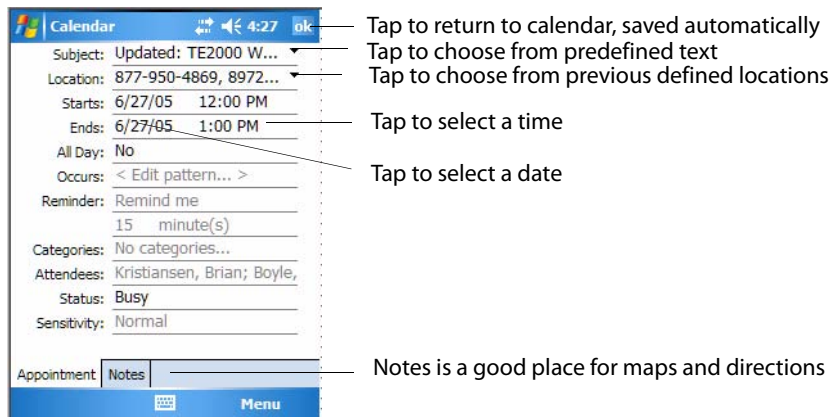 Calendar 4:27 ok
Tap to return to calendar, saved automatically
Subject: Updated: TE2000 W...
Tap to choose from predefined text
Location: 877-950-4869, 8972...
Tap to choose from previous defined locations
Starts: 6/27/05 12:00 PM
Ends: 6/27/05 1:00 PM
Tap to select a time
All Day: No
Tap to select a date
Occurs: < Edit pattern... >
Reminder: Remind me
15 minute(s)
Categories: No categories...
Attendees: Kristiansen, Brian; Boyle,
Status: Busy
Sensitivity: Normal
Appointment Notes
Notes is a good place for maps and directions
Menu